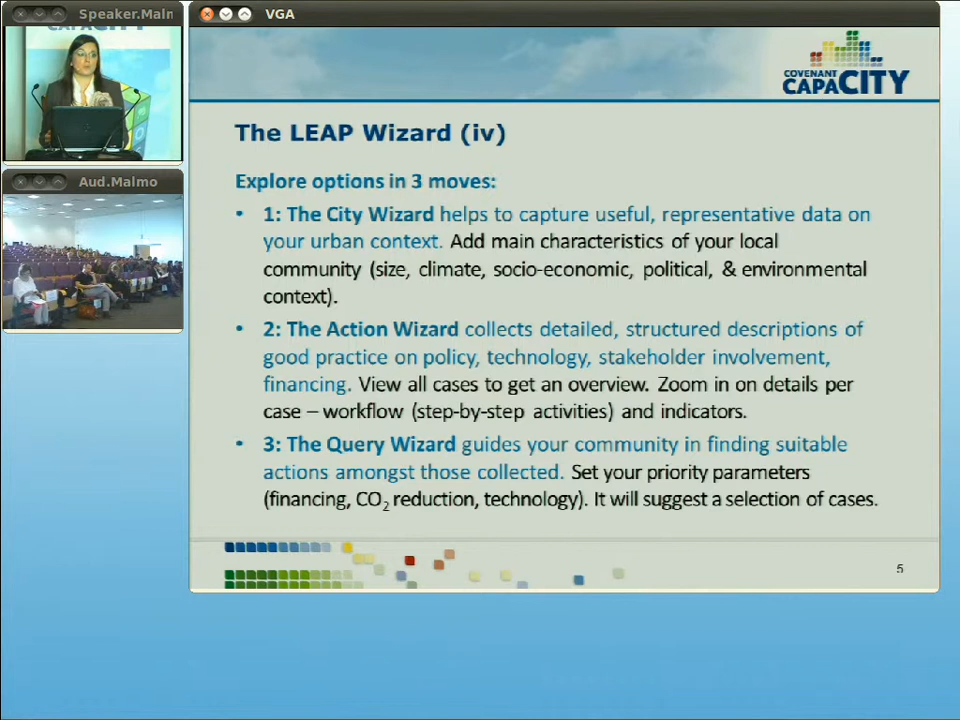 Speaker.Malm
VGA
COVENANT
CAPACITY
Aud.Malmo
The LEAP Wizard (iv)
Explore options in 3 moves:
• 1: The City Wizard helps to capture useful, representative data on
your urban context. Add main characteristics of your local
community (size, climate, socio-economic, political, & environmental
context).
• 2: The Action Wizard collects detailed, structured descriptions of
good practice on policy, technology, stakeholder involvement,
financing. View all cases to get an overview. Zoom in on details per
case – workflow (step-by-step activities) and indicators.
• 3: The Query Wizard guides your community in finding suitable
actions amongst those collected. Set your priority parameters
(financing, CO₂ reduction, technology). It will suggest a selection of cases.
5